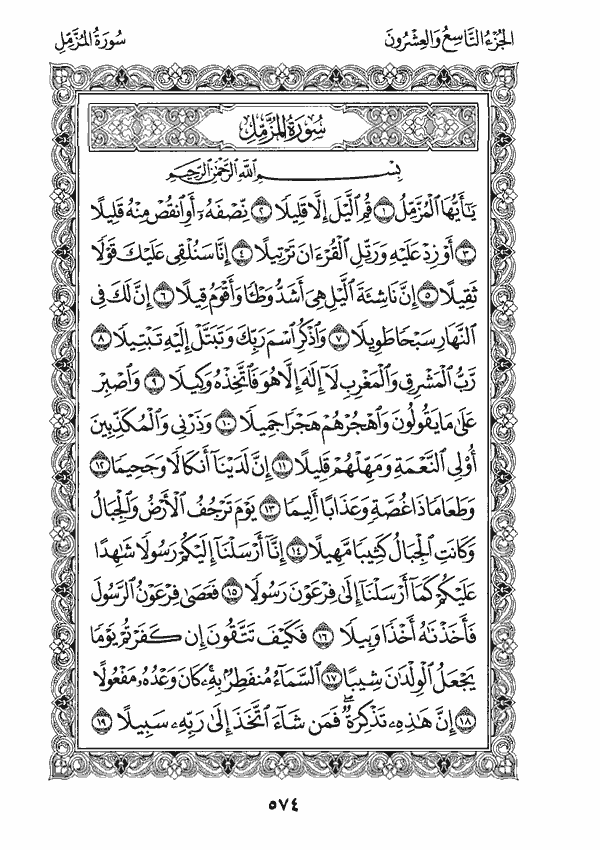 الجُزْءُ التَّاسِعُ وَالعِشْرُونَ
سُورَةُ المُزَّمِّلِ
سُورَةُ المُزَّمِّلِ
بِسْمِ ٱللَّهِ ٱلرَّحْمَٰنِ ٱلرَّحِيمِ
يَٰٓأَيُّهَا ٱلْمُزَّمِّلُ ١ قُمِ ٱلَّيْلَ إِلَّا قَلِيلًا ٢ نِّصْفَهُۥٓ أَوِ ٱنقُصْ مِنْهُ قَلِيلًا
٣ أَوْ زِدْ عَلَيْهِ وَرَتِّلِ ٱلْقُرْءَانَ تَرْتِيلًا ٤ إِنَّا سَنُلْقِى عَلَيْكَ قَوْلًا
ثَقِيلًا ٥ إِنَّ نَاشِئَةَ ٱلَّيْلِ هِىَ أَشَدُّ وَطْـًٔا وَأَقْوَمُ قِيلًا ٦ إِنَّ لَكَ فِى
ٱلنَّهَارِ سَبْحًا طَوِيلًا ٧ وَٱذْكُرِ ٱسْمَ رَبِّكَ وَتَبَتَّلْ إِلَيْهِ تَبْتِيلًا ٨
رَّبُّ ٱلْمَشْرِقِ وَٱلْمَغْرِبِ لَآ إِلَٰهَ إِلَّا هُوَ فَٱتَّخِذْهُ وَكِيلًا ٩ وَٱصْبِرْ
عَلَىٰ مَا يَقُولُونَ وَٱهْجُرْهُمْ هَجْرًا جَمِيلًا ١٠ وَذَرْنِى وَٱلْمُكَذِّبِينَ
أُو۟لِى ٱلنَّعْمَةِ وَمَهِّلْهُمْ قَلِيلًا ١١ إِنَّ لَدَيْنَآ أَنكَالًا وَجَحِيمًا ١٢
وَطَعَامًا ذَا غُصَّةٍ وَعَذَابًا أَلِيمًا ١٣ يَوْمَ تَرْجُفُ ٱلْأَرْضُ وَٱلْجِبَالُ
وَكَانَتِ ٱلْجِبَالُ كَثِيبًا مَّهِيلًا ١٤ إِنَّآ أَرْسَلْنَآ إِلَيْكُمْ رَسُولًا شَٰهِدًا
عَلَيْكُمْ كَمَآ أَرْسَلْنَآ إِلَىٰ فِرْعَوْنَ رَسُولًا ١٥ فَعَصَىٰ فِرْعَوْنُ ٱلرَّسُولَ
فَأَخَذْنَٰهُ أَخْذًا وَبِيلًا ١٦ فَكَيْفَ تَتَّقُونَ إِن كَفَرْتُمْ يَوْمًا
يَجْعَلُ ٱلْوِلْدَٰنَ شِيبًا ١٧ ٱلسَّمَآءُ مُنفَطِرٌۢ بِهِۦ ۚ كَانَ وَعْدُهُۥ مَفْعُولًا
١٨ إِنَّ هَٰذِهِۦ تَذْكِرَةٌ ۖ فَمَن شَآءَ ٱتَّخَذَ إِلَىٰ رَبِّهِۦ سَبِيلًا ١٩
٥٧٤